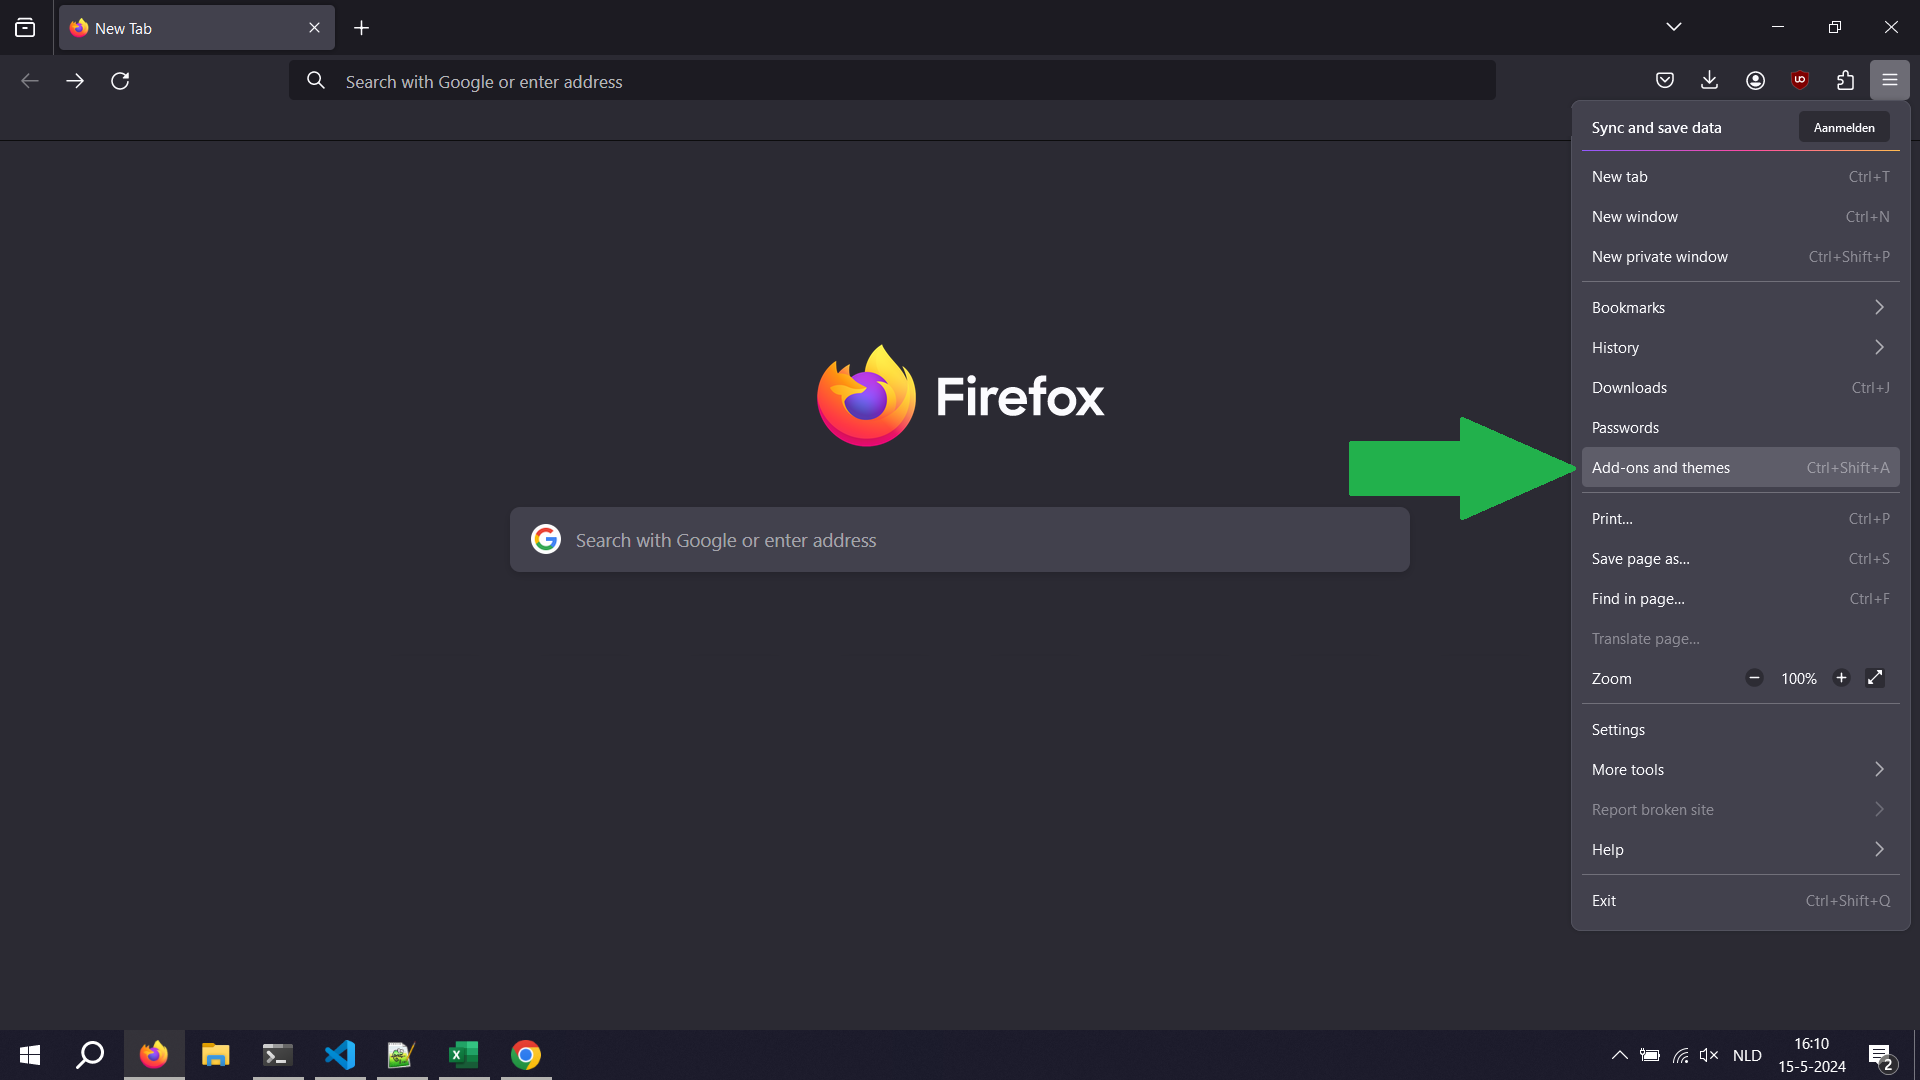 New Tab
Search with Google or enter address
Sync and save data Aanmelden
New tab Ctrl+T
New window Ctrl+N
New private window Ctrl+Shift+P
Bookmarks
History
Downloads Ctrl+J
Passwords
Add-ons and themes Ctrl+Shift+A
Print... Ctrl+P
Save page as... Ctrl+S
Find in page... Ctrl+F
Translate page...
Zoom 100%
Settings
More tools
Report broken site
Help
Exit Ctrl+Shift+Q
Firefox
Search with Google or enter address
NLD
16:10
15-5-2024
2